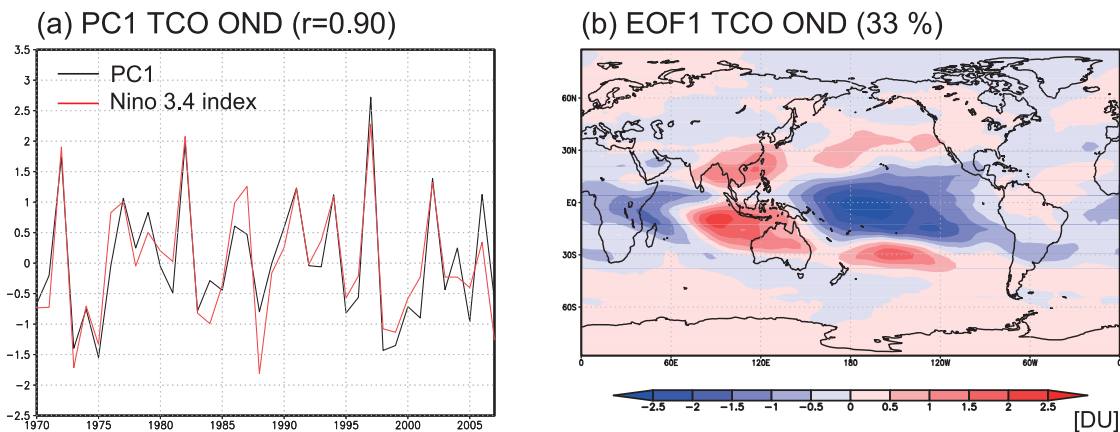 (a) PC1 TCO OND (r=0.90)
3.5
3
2.5
2
1.5
1
0.5
0
−0.5
−1
−1.5
−2
−2.5
PC1
Nino 3.4 index
1970 1975 1980 1985 1990 1995 2000 2005
(b) EOF1 TCO OND (33 %)
60N
30N
EQ
30S
60S
0 60E 120E 180 120W 60W 0
−2.5 −2 −1.5 −1 −0.5 0 0.5 1 1.5 2 2.5
[DU]